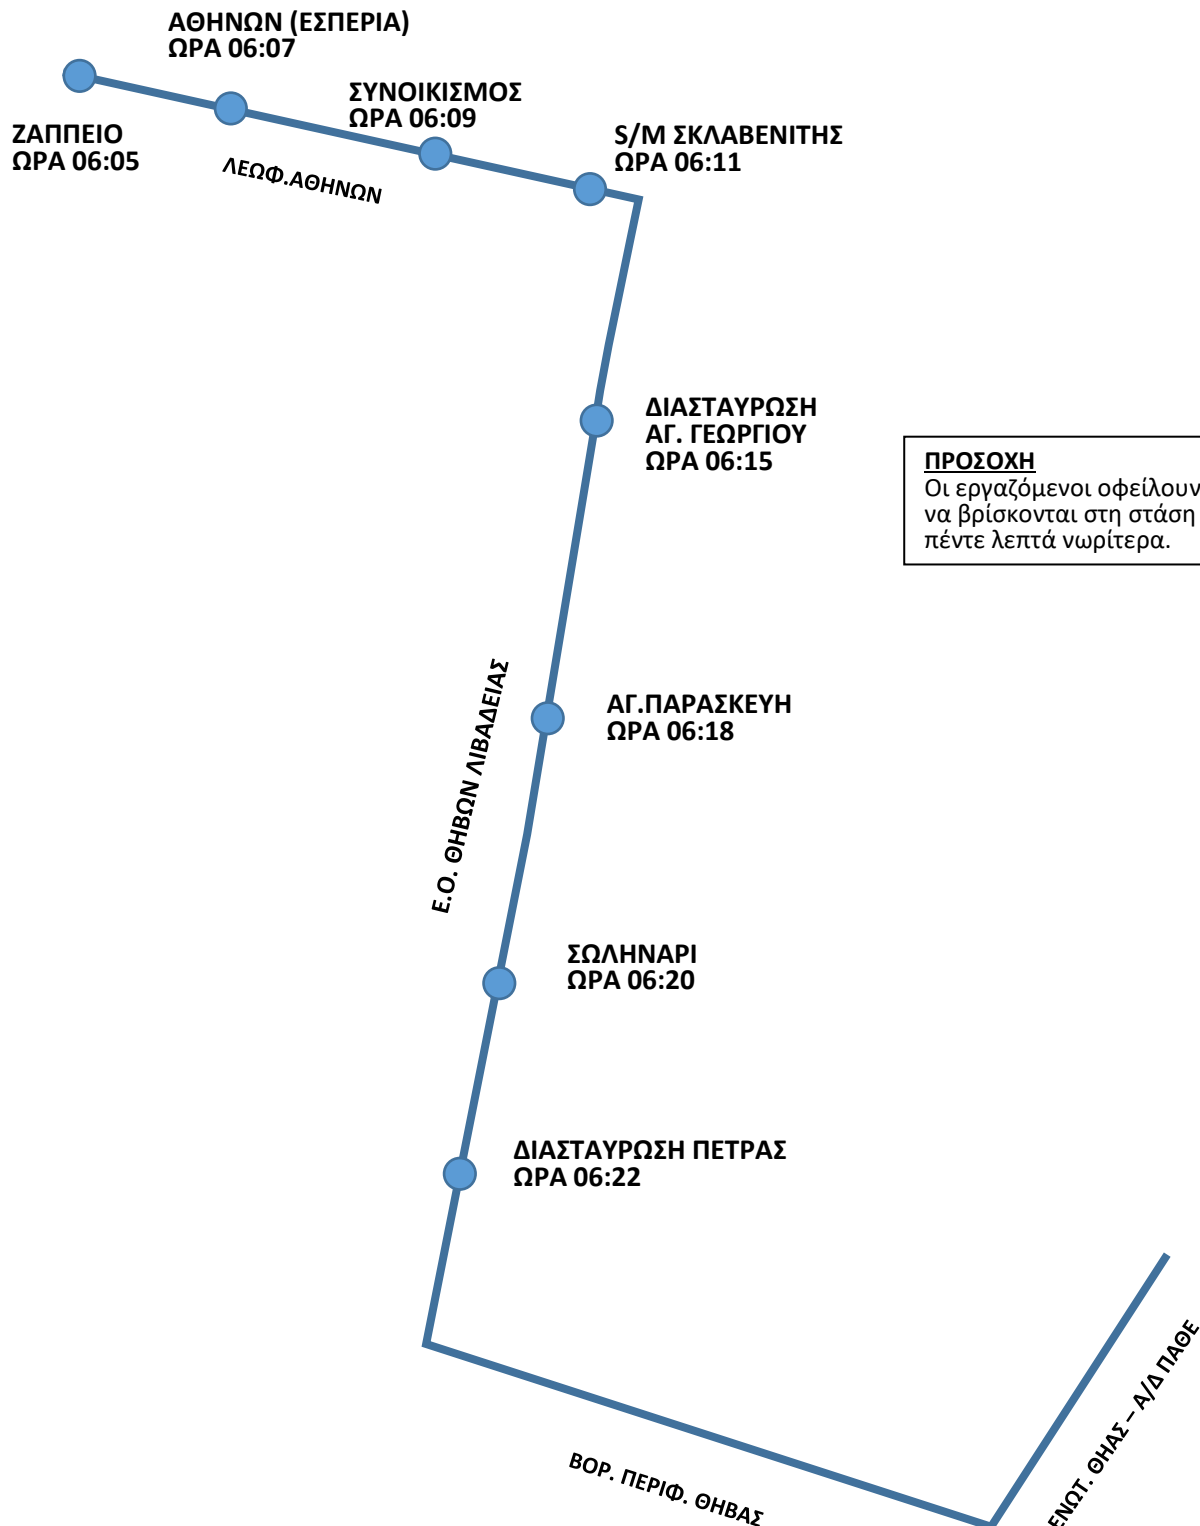 ΑΘΗΝΩΝ (ΕΣΠΕΡΙΑ)
ΩΡΑ 06:07
ΣΥΝΟΙΚΙΣΜΟΣ
ΩΡΑ 06:09
S/M ΣΚΛΑΒΕΝΙΤΗΣ
ΩΡΑ 06:11
ΖΑΠΠΕΙΟ
ΩΡΑ 06:05
ΛΕΩΦ.ΑΘΗΝΩΝ
ΔΙΑΣΤΑΥΡΩΣΗ
ΑΓ. ΓΕΩΡΓΙΟΥ
ΩΡΑ 06:15
ΠΡΟΣΟΧΗ
Οι εργαζόμενοι οφείλουν
να βρίσκονται στη στάση
πέντε λεπτά νωρίτερα.
Ε.Ο. ΘΗΒΩΝ ΛΙΒΑΔΕΙΑΣ
ΑΓ.ΠΑΡΑΣΚΕΥΗ
ΩΡΑ 06:18
ΣΩΛΗΝΑΡΙ
ΩΡΑ 06:20
ΔΙΑΣΤΑΥΡΩΣΗ ΠΕΤΡΑΣ
ΩΡΑ 06:22
ΒΟΡ. ΠΕΡΙΦ. ΘΗΒΑΣ
ΕΝΩΤ. ΘΗΑΣ – Α/Δ ΠΑΘΕ